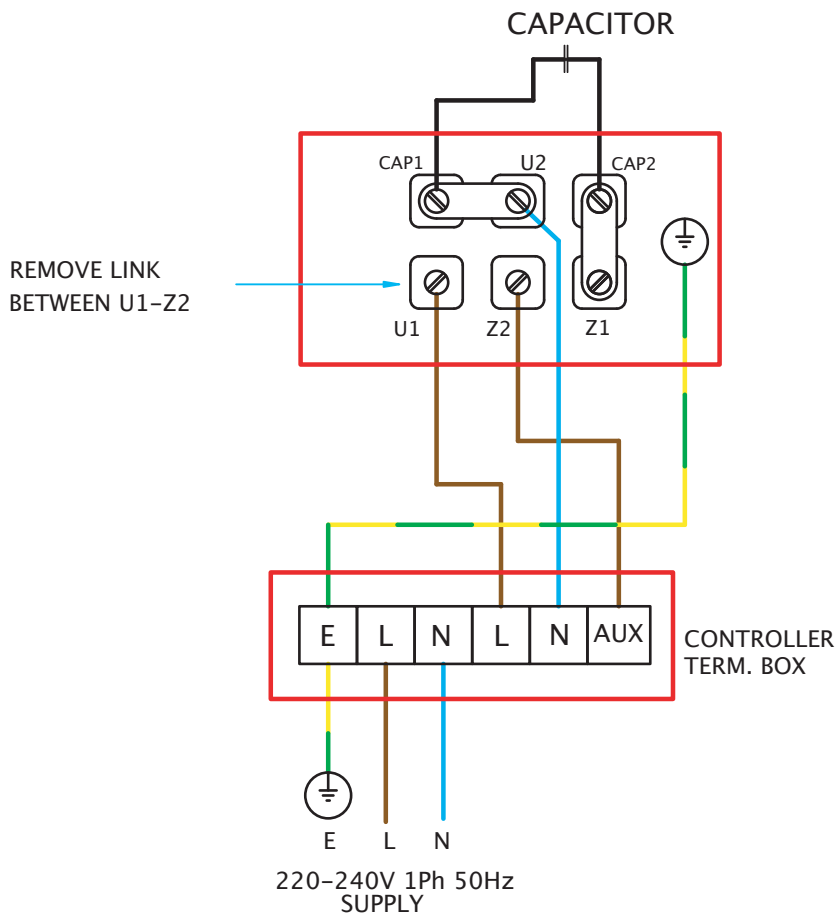 CAPACITOR
CAP1
U2
CAP2
REMOVE LINK
BETWEEN U1-Z2
U1
Z2
Z1
E
L
N
L
N
AUX
CONTROLLER
TERM. BOX
E
L
N
220-240V 1Ph 50Hz
SUPPLY